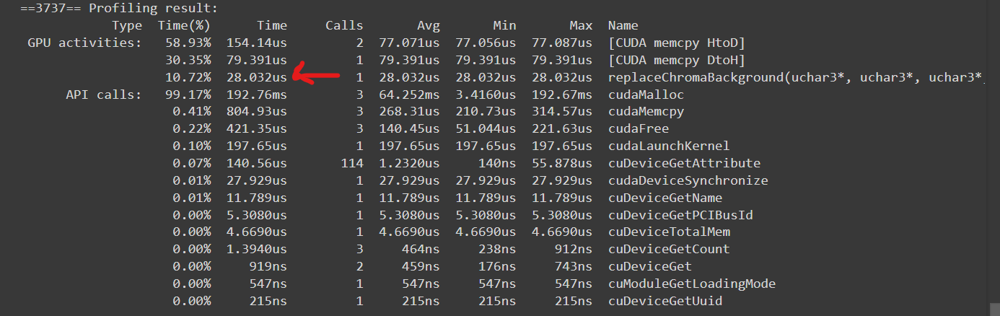 ==3737== Profiling result:
Type Time(%) Time Calls Avg Min Max Name
GPU activities: 58.93% 154.14us 2 77.071us 77.056us 77.087us [CUDA memcpy HtoD]
30.35% 79.391us 1 79.391us 79.391us 79.391us [CUDA memcpy DtoH]
10.72% 28.032us 1 28.032us 28.032us 28.032us replaceChromaBackground(uchar3*, uchar3*, uchar3*,
API calls: 99.17% 192.76ms 3 64.252ms 3.4160us 192.67ms cudaMalloc
0.41% 804.93us 3 268.31us 210.73us 314.57us cudaMemcpy
0.22% 421.35us 3 140.45us 51.044us 221.63us cudaFree
0.10% 197.65us 1 197.65us 197.65us 197.65us cudaLaunchKernel
0.07% 140.56us 114 1.2320us 140ns 55.878us cuDeviceGetAttribute
0.01% 27.929us 1 27.929us 27.929us 27.929us cudaDeviceSynchronize
0.01% 11.789us 1 11.789us 11.789us 11.789us cuDeviceGetName
0.00% 5.3080us 1 5.3080us 5.3080us 5.3080us cuDeviceGetPCIBusId
0.00% 4.6690us 1 4.6690us 4.6690us 4.6690us cuDeviceTotalMem
0.00% 1.3940us 3 464ns 238ns 912ns cuDeviceGetCount
0.00% 919ns 2 459ns 176ns 743ns cuDeviceGet
0.00% 547ns 1 547ns 547ns 547ns cuModuleGetLoadingMode
0.00% 215ns 1 215ns 215ns 215ns cuDeviceGetUuid